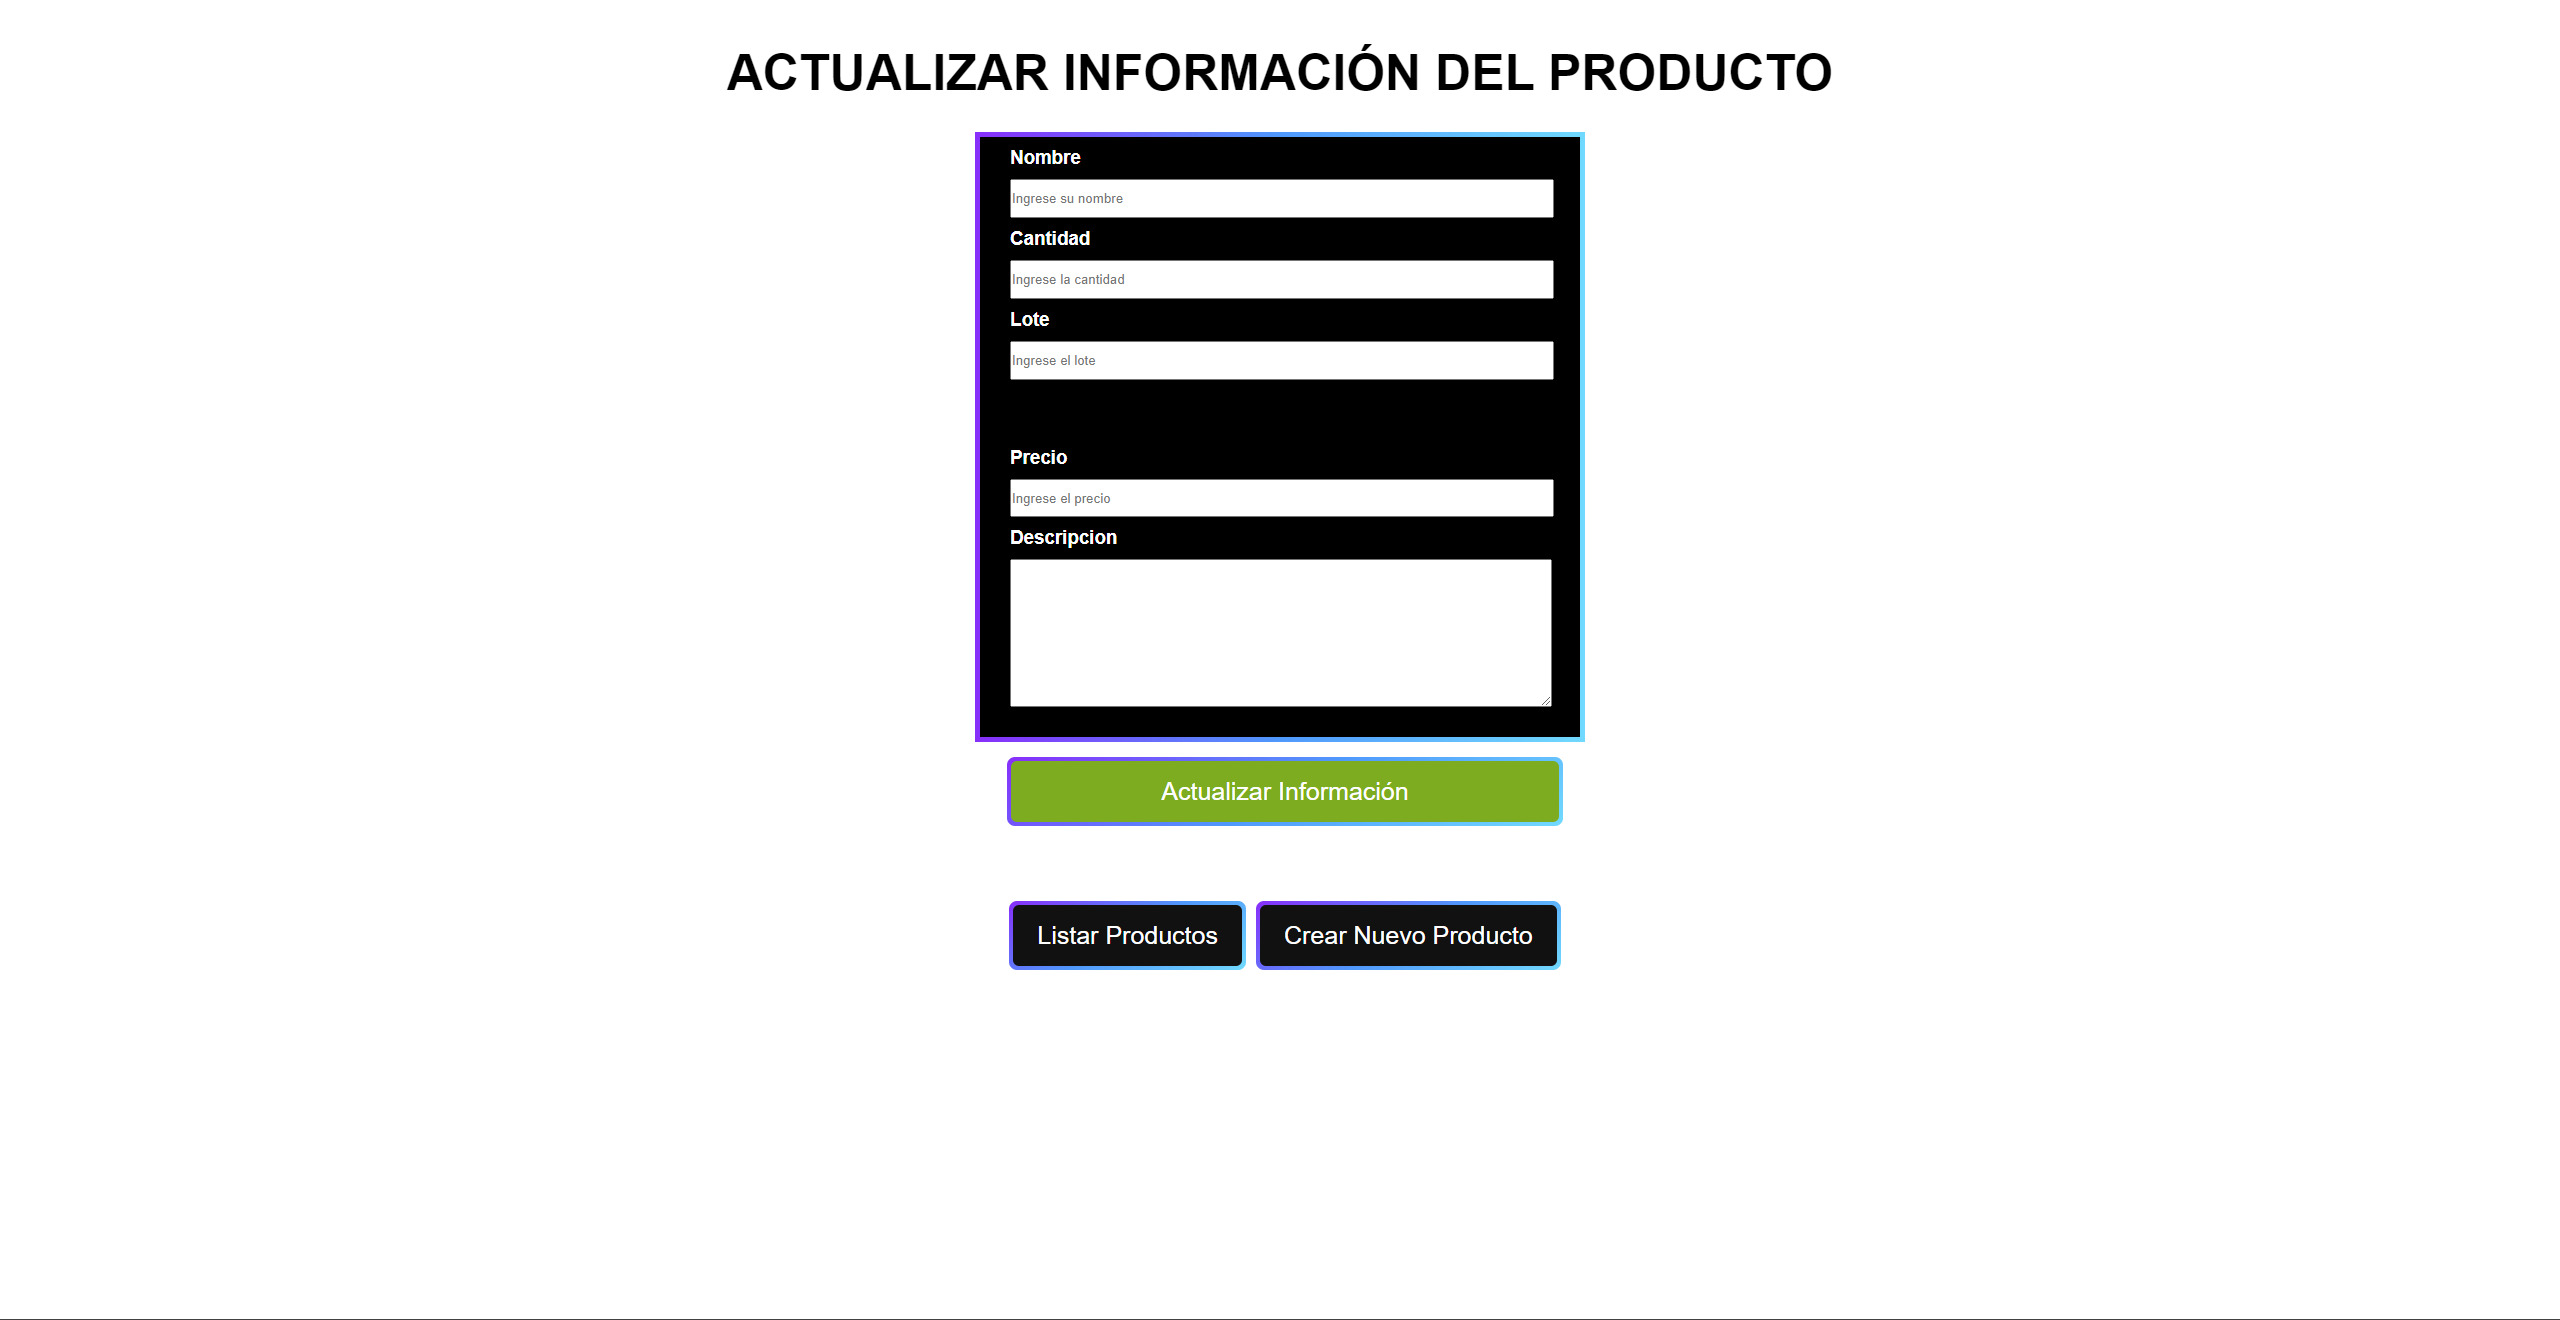 ACTUALIZAR INFORMACIÓN DEL PRODUCTO
Nombre
Ingrese su nombre
Cantidad
Ingrese la cantidad
Lote
Ingrese el lote
Precio
Ingrese el precio
Descripcion
Actualizar Información
Listar Productos
Crear Nuevo Producto